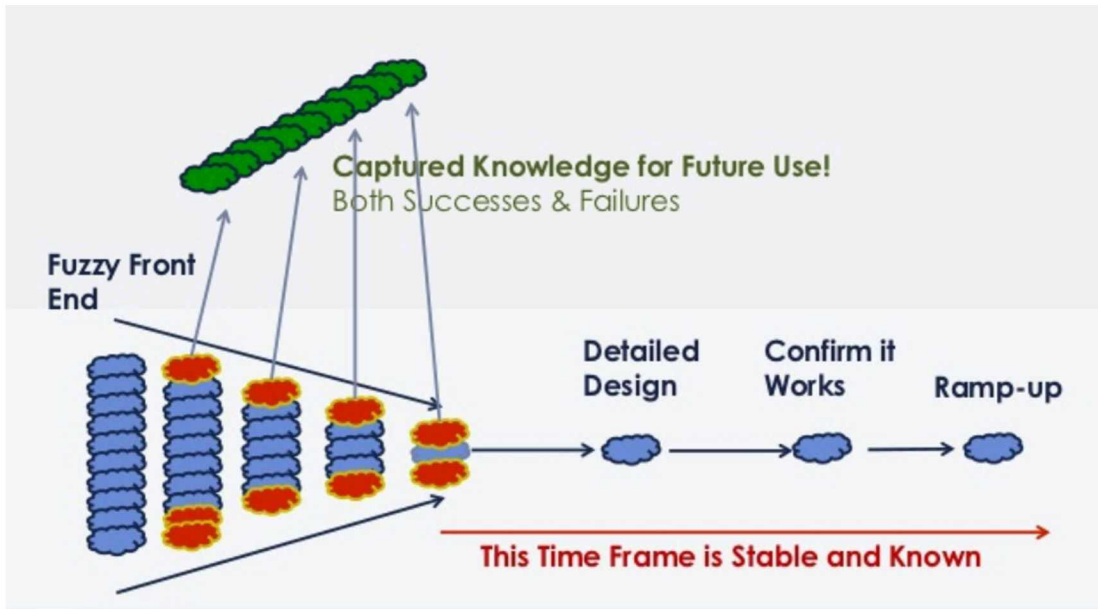 Captured Knowledge for Future Use!
Both Successes & Failures
Fuzzy Front
End
Detailed
Design
Confirm it
Works
Ramp-up
This Time Frame is Stable and Known